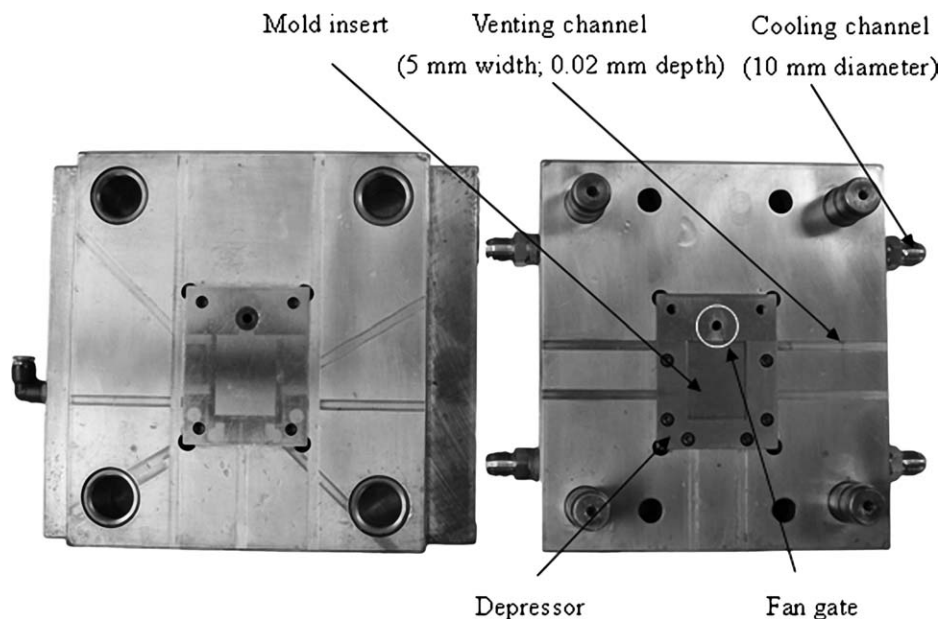 Mold insert
Venting channel
(5 mm width; 0.02 mm depth)
Cooling channel
(10 mm diameter)
Depressor
Fan gate